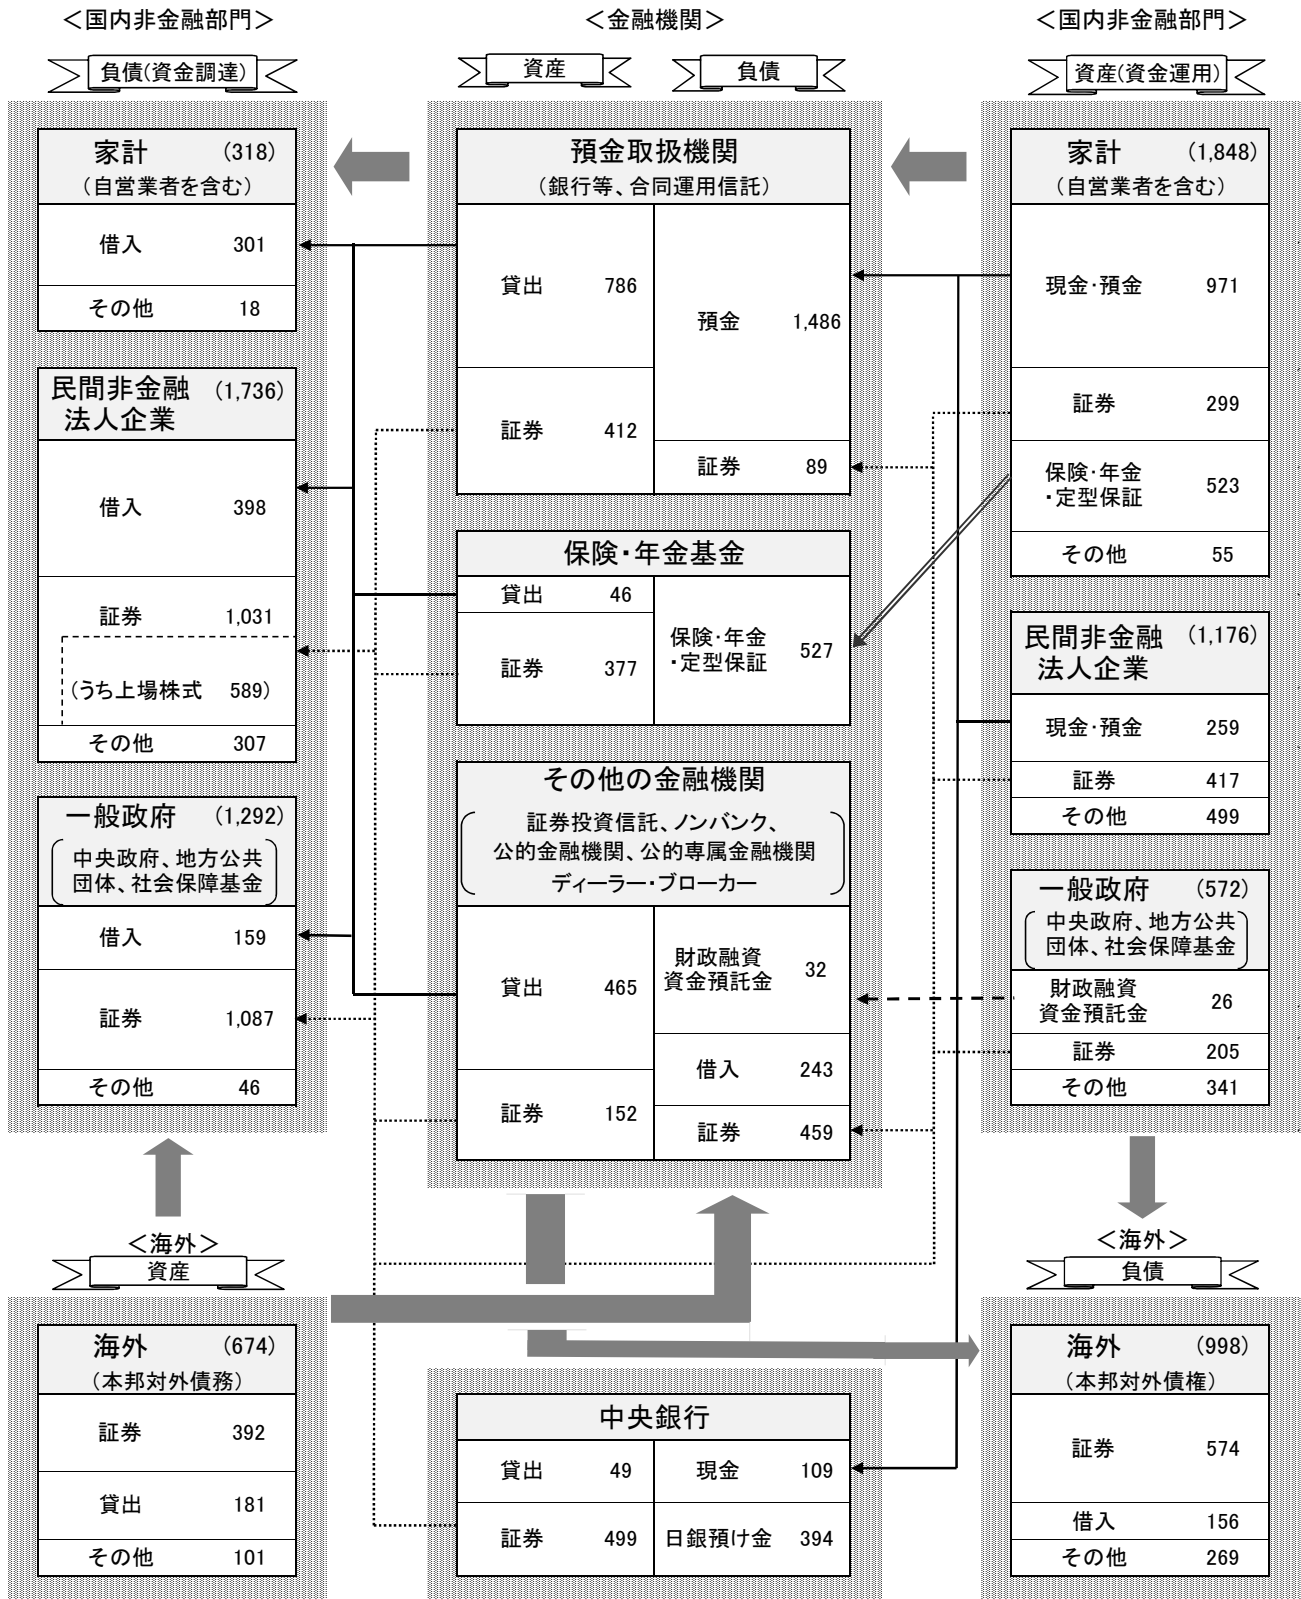 ＜国内非金融部門＞
負債(資金調達)
家計 (318)
(自営業者を含む)
借入 301
その他 18
民間非金融 (1,736)
法人企業
借入 398
証券 1,031
(うち上場株式 589)
その他 307
一般政府 (1,292)
中央政府、地方公共
団体、社会保障基金
借入 159
証券 1,087
その他 46
＜海外＞
資産
海外 (674)
(本邦対外債務)
証券 392
貸出 181
その他 101
＜金融機関＞
資産 負債
預金取扱機関
(銀行等、合同運用信託)
貸出 786
証券 412
預金 1,486
証券 89
保険・年金基金
貸出 46
証券 377
保険・年金
・定型保証 527
その他の金融機関
証券投資信託、ノンバンク、
公的金融機関、公的専属金融機関
ディーラー・ブローカー
貸出 465
証券 152
財政融資
資金預託金 32
借入 243
証券 459
中央銀行
貸出 49
証券 499
現金 109
日銀預け金 394
＜国内非金融部門＞
資産(資金運用)
家計 (1,848)
(自営業者を含む)
現金・預金 971
証券 299
保険・年金
・定型保証 523
その他 55
民間非金融 (1,176)
法人企業
現金・預金 259
証券 417
その他 499
一般政府 (572)
中央政府、地方公共
団体、社会保障基金
財政融資
資金預託金 26
証券 205
その他 341
＜海外＞
負債
海外 (998)
(本邦対外債権)
証券 574
借入 156
その他 269